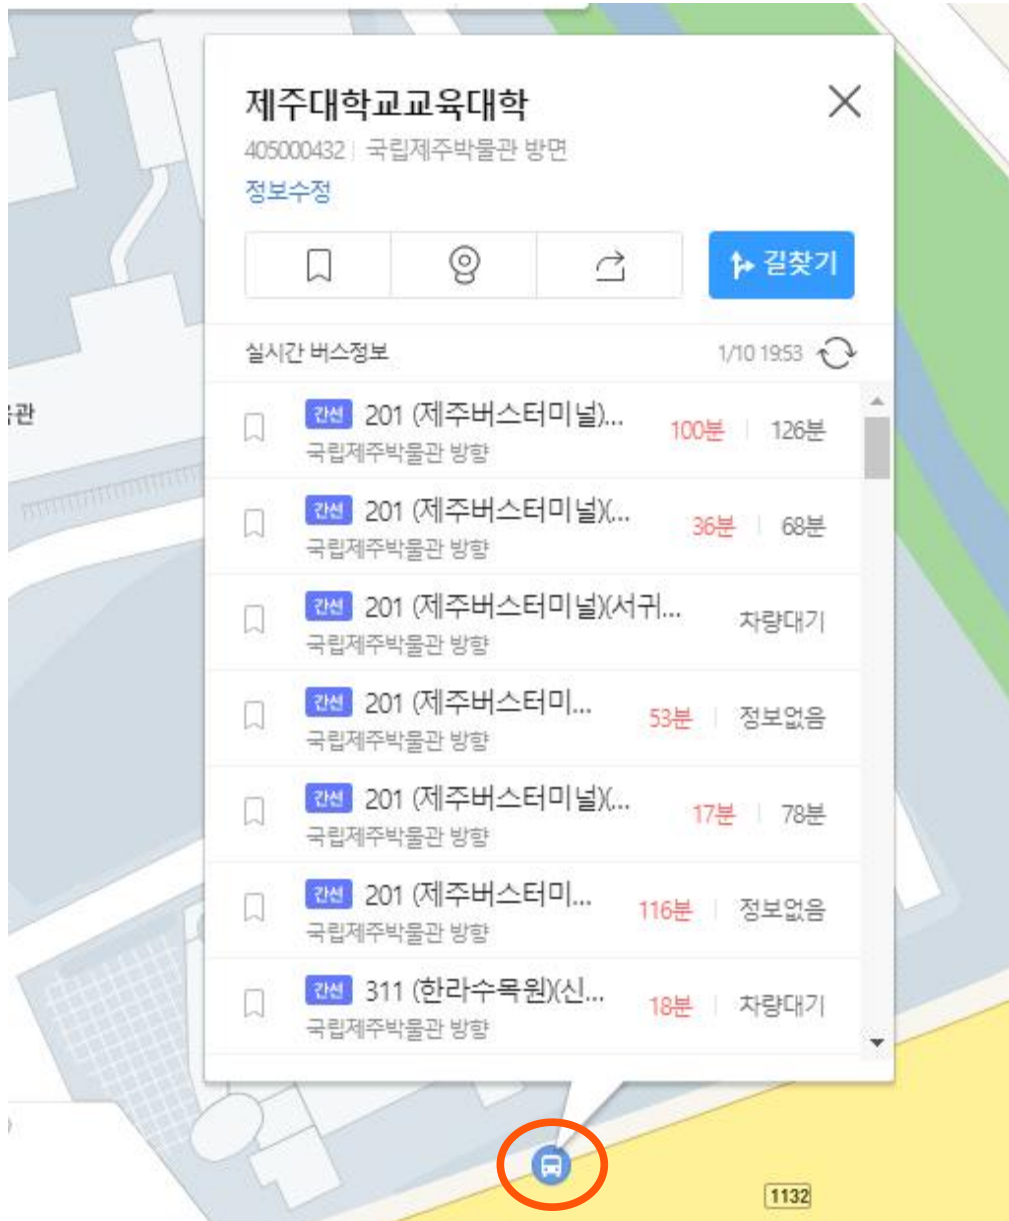 제주대학교교육대학
405000432 국립제주박물관 방면
정보수정
길찾기
실시간 버스정보 1/10 19:53
간선 201 (제주버스터미널)... 100분 126분
국립제주박물관 방향
간선 201 (제주버스터미널)(... 36분 68분
국립제주박물관 방향
간선 201 (제주버스터미널)(서귀... 차량대기
국립제주박물관 방향
간선 201 (제주버스터미... 53분 정보없음
국립제주박물관 방향
간선 201 (제주버스터미널)(... 17분 78분
국립제주박물관 방향
간선 201 (제주버스터미... 116분 정보없음
국립제주박물관 방향
간선 311 (한라수목원)(신... 18분 차량대기
국립제주박물관 방향
관
1132